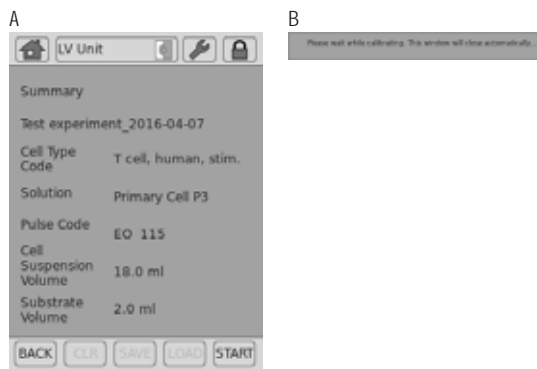 A
B
LV Unit
Please wait while calibrating. This window will close automatically...
Summary
Test experiment_2016-04-07
Cell Type
Code
T cell, human, stim.
Solution
Primary Cell P3
Pulse Code
EO 115
Cell
Suspension
Volume
18.0 ml
Substrate
Volume
2.0 ml
BACK
CLR
SAVE
LOAD
START